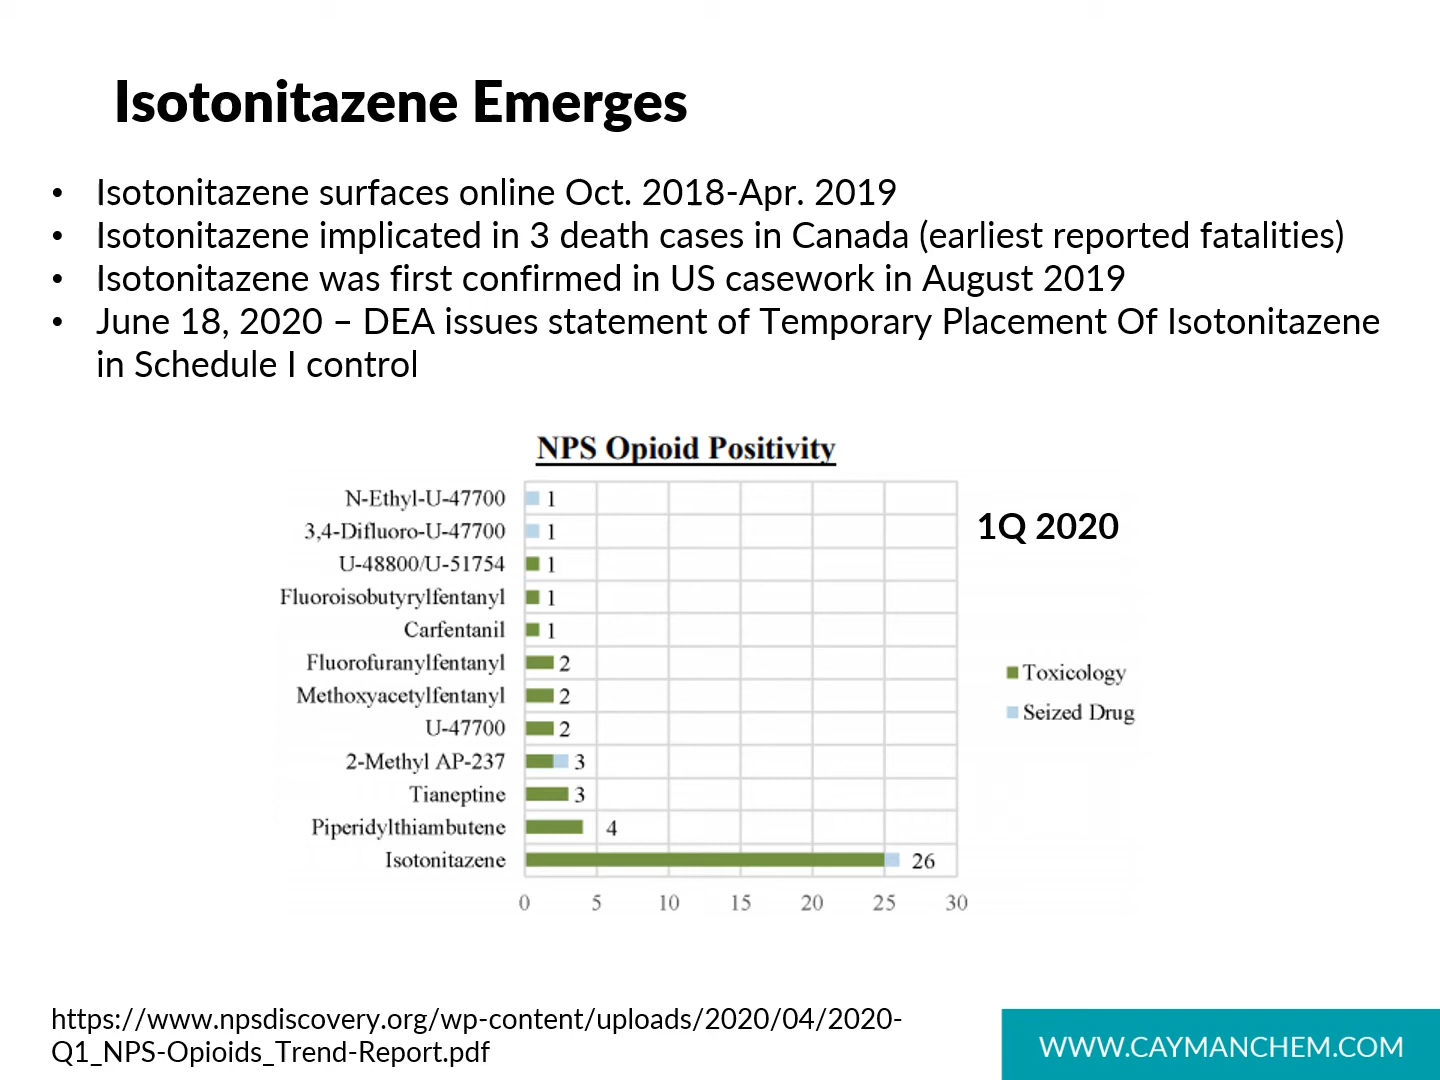 Isotonitazene Emerges
• Isotonitazene surfaces online Oct. 2018-Apr. 2019
• Isotonitazene implicated in 3 death cases in Canada (earliest reported fatalities)
• Isotonitazene was first confirmed in US casework in August 2019
• June 18, 2020 – DEA issues statement of Temporary Placement Of Isotonitazene
in Schedule I control
NPS Opioid Positivity
1Q 2020
N-Ethyl-U-47700 1
3,4-Difluoro-U-47700 1
U-48800/U-51754 1
Fluoroisobutyrylfentanyl 1
Carfentanil 1
Fluorofuranylfentanyl 2
Methoxyacetylfentanyl 2
U-47700 2
2-Methyl AP-237 3
Tianeptine 3
Piperidylthiambutene 4
Isotonitazene 26
0 5 10 15 20 25 30
Toxicology
Seized Drug
https://www.npsdiscovery.org/wp-content/uploads/2020/04/2020-
Q1_NPS-Opioids_Trend-Report.pdf
WWW.CAYMANCHEM.COM